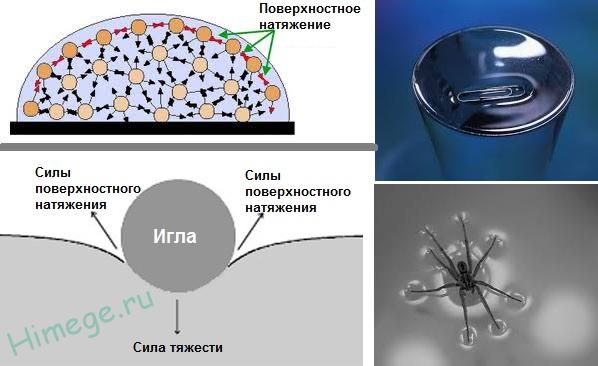 Поверхностное
натяжение
Силы
поверхностного
натяжения
Силы
поверхностного
натяжения
Игла
Сила тяжести
Himege.ru